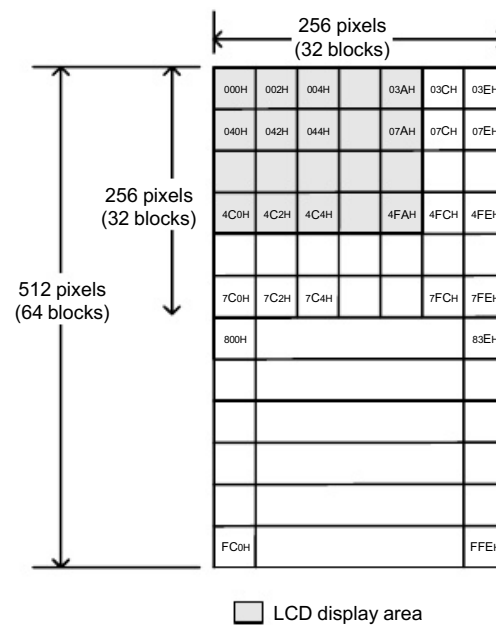 256 pixels
(32 blocks)
000H 002H 004H 03AH 03CH 03EH
040H 042H 044H 07AH 07CH 07EH
256 pixels
(32 blocks)
4C0H 4C2H 4C4H 4FAH 4FCH 4FEH
512 pixels
(64 blocks)
7C0H 7C2H 7C4H 7FCH 7FEH
800H 83EH
FC0H FFEH
LCD display area